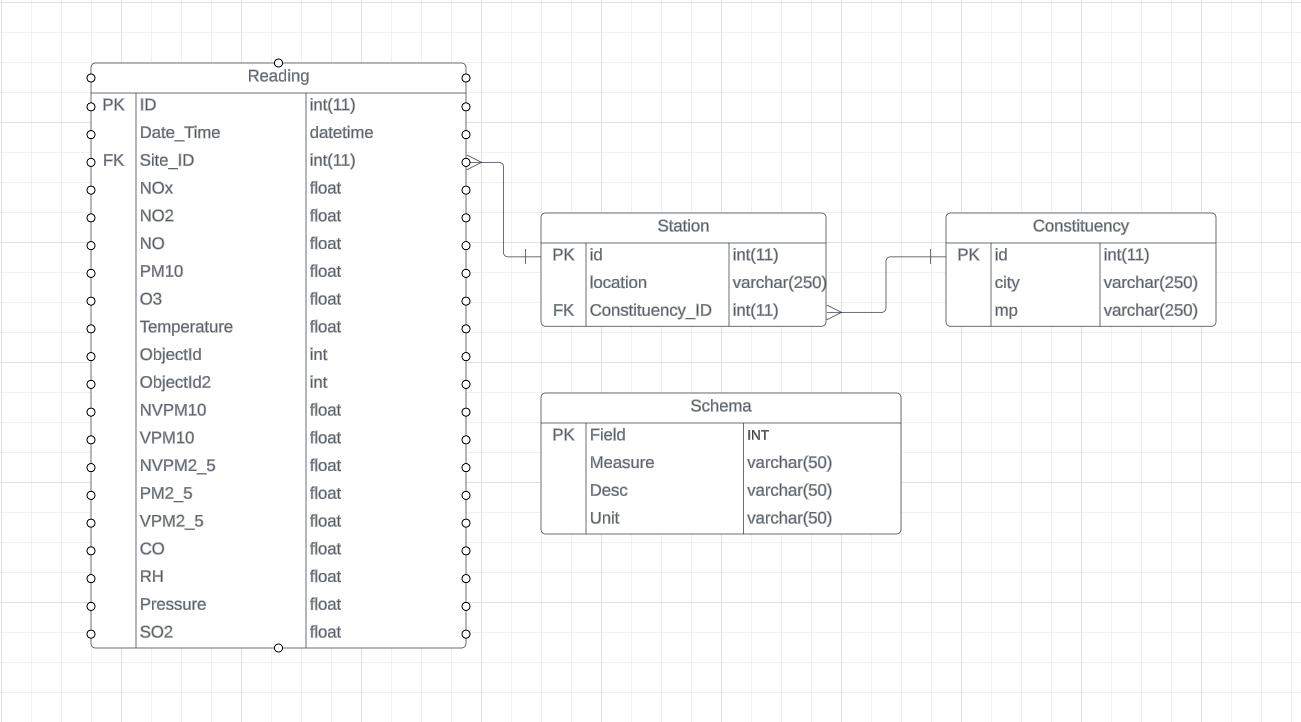 Reading
PK ID int(11)
Date_Time datetime
FK Site_ID int(11)
NOx float
NO2 float
NO float
PM10 float
O3 float
Temperature float
ObjectId int
ObjectId2 int
NVPM10 float
VPM10 float
NVPM2_5 float
PM2_5 float
VPM2_5 float
CO float
RH float
Pressure float
SO2 float
Station
PK id int(11)
location varchar(250)
FK Constituency_ID int(11)
Constituency
PK id int(11)
city varchar(250)
mp varchar(250)
Schema
PK Field INT
Measure varchar(50)
Desc varchar(50)
Unit varchar(50)